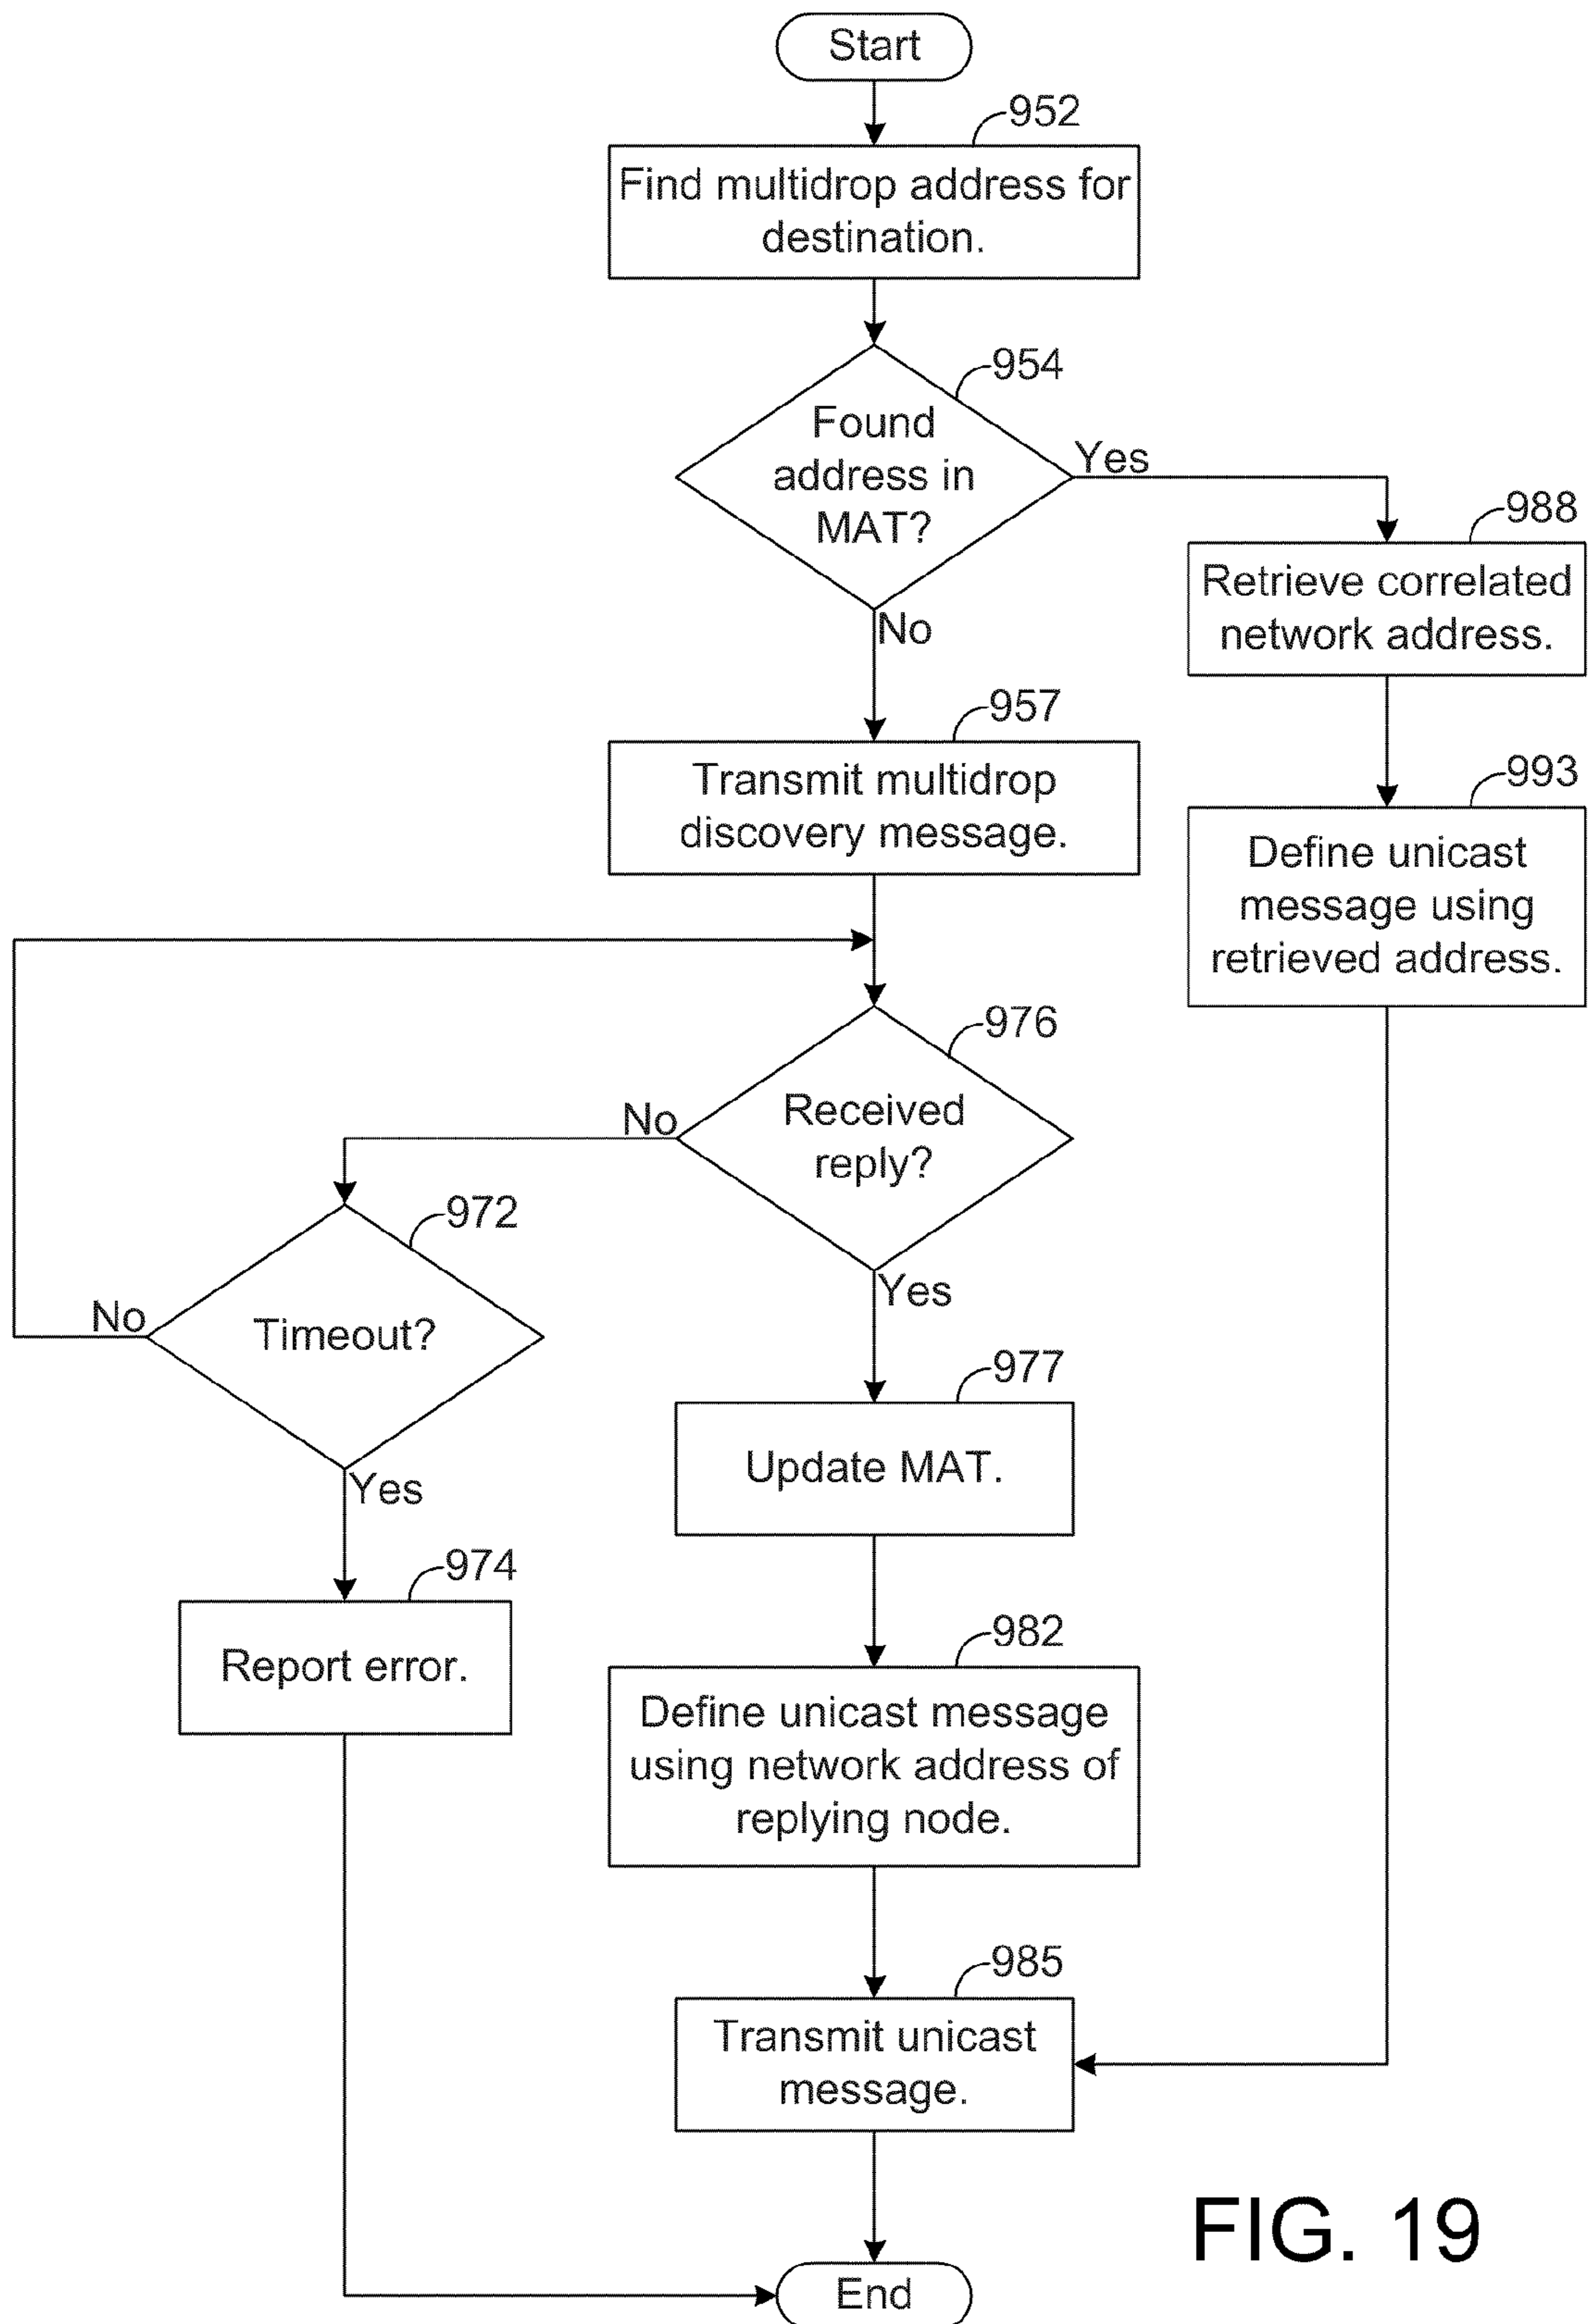 Start
952
Find multidrop address for
destination.
954
Found
address in
MAT?
Yes
No
988
Retrieve correlated
network address.
957
Transmit multidrop
discovery message.
993
Define unicast
message using
retrieved address.
976
Received
reply?
No
Yes
972
Timeout?
No
Yes
977
Update MAT.
974
Report error.
982
Define unicast message
using network address of
replying node.
985
Transmit unicast
message.
End
FIG. 19